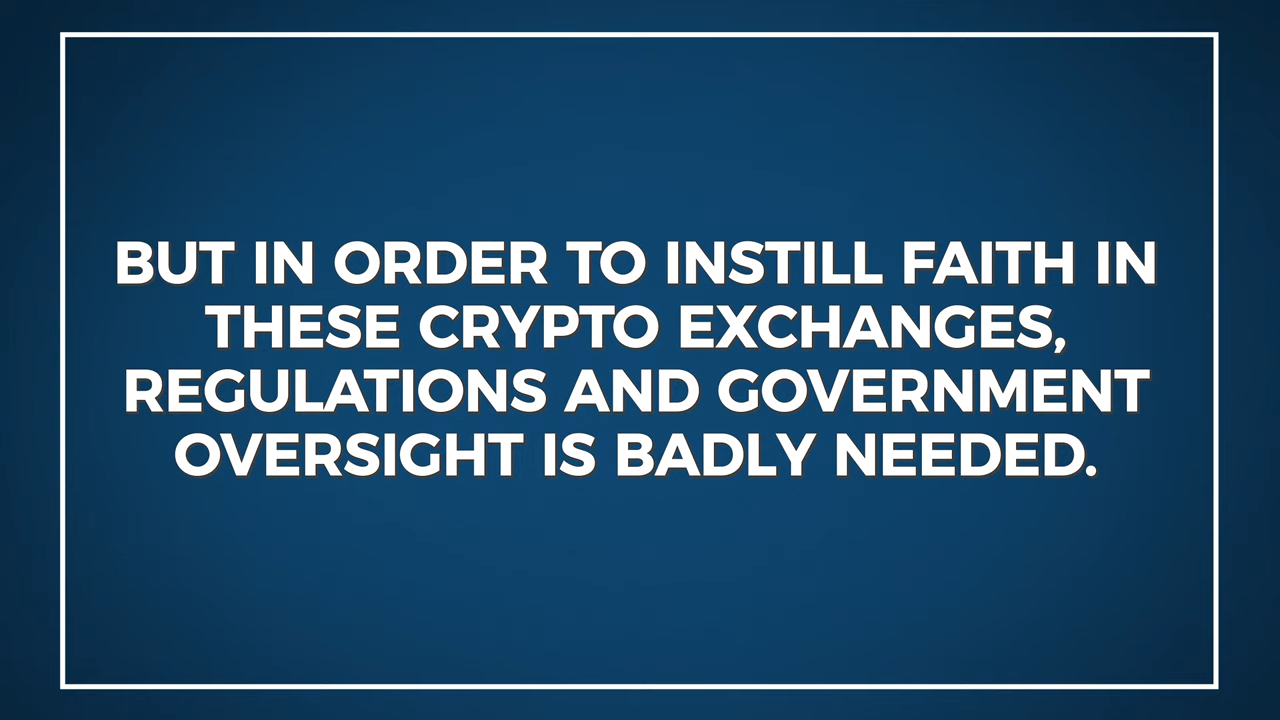 BUT IN ORDER TO INSTILL FAITH IN
THESE CRYPTO EXCHANGES,
REGULATIONS AND GOVERNMENT
OVERSIGHT IS BADLY NEEDED.